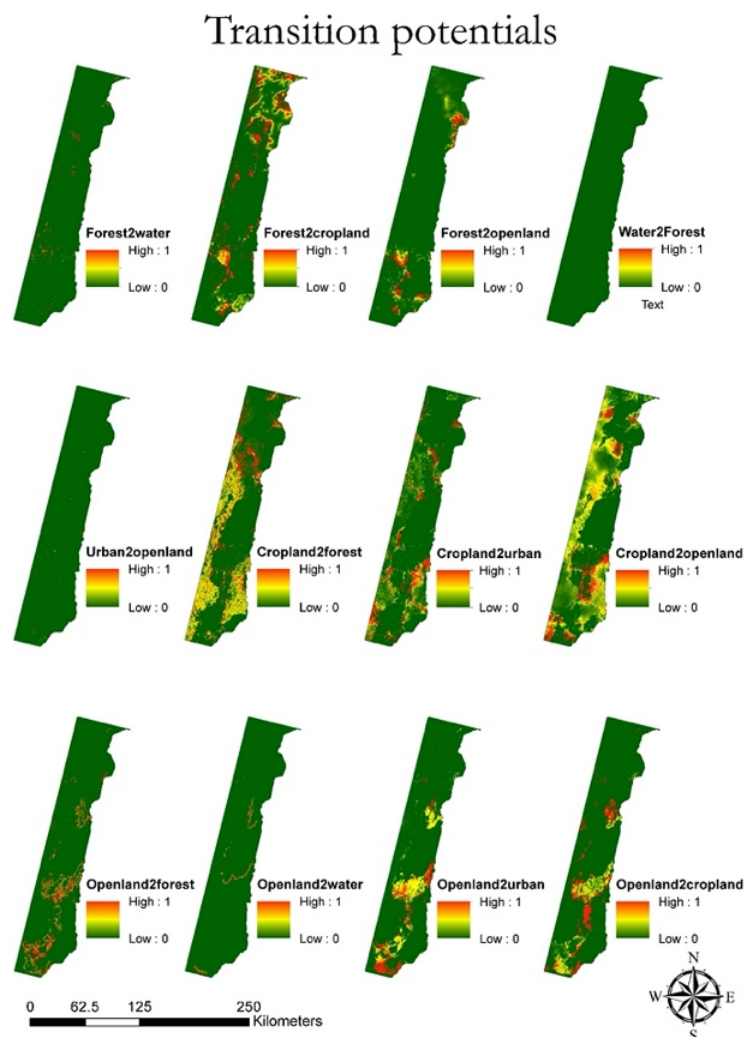 Transition potentials
Forest2water
High : 1
Low : 0
Forest2cropland
High : 1
Low : 0
Forest2openland
High : 1
Low : 0
Water2Forest
High : 1
Low : 0
Text
Urban2openland
High : 1
Low : 0
Cropland2forest
High : 1
Low : 0
Cropland2urban
High : 1
Low : 0
Cropland2openland
High : 1
Low : 0
Openland2forest
High : 1
Low : 0
Openland2water
High : 1
Low : 0
Openland2urban
High : 1
Low : 0
Openland2cropland
High : 1
Low : 0
0 62.5 125 250
Kilometers
N
W E
S